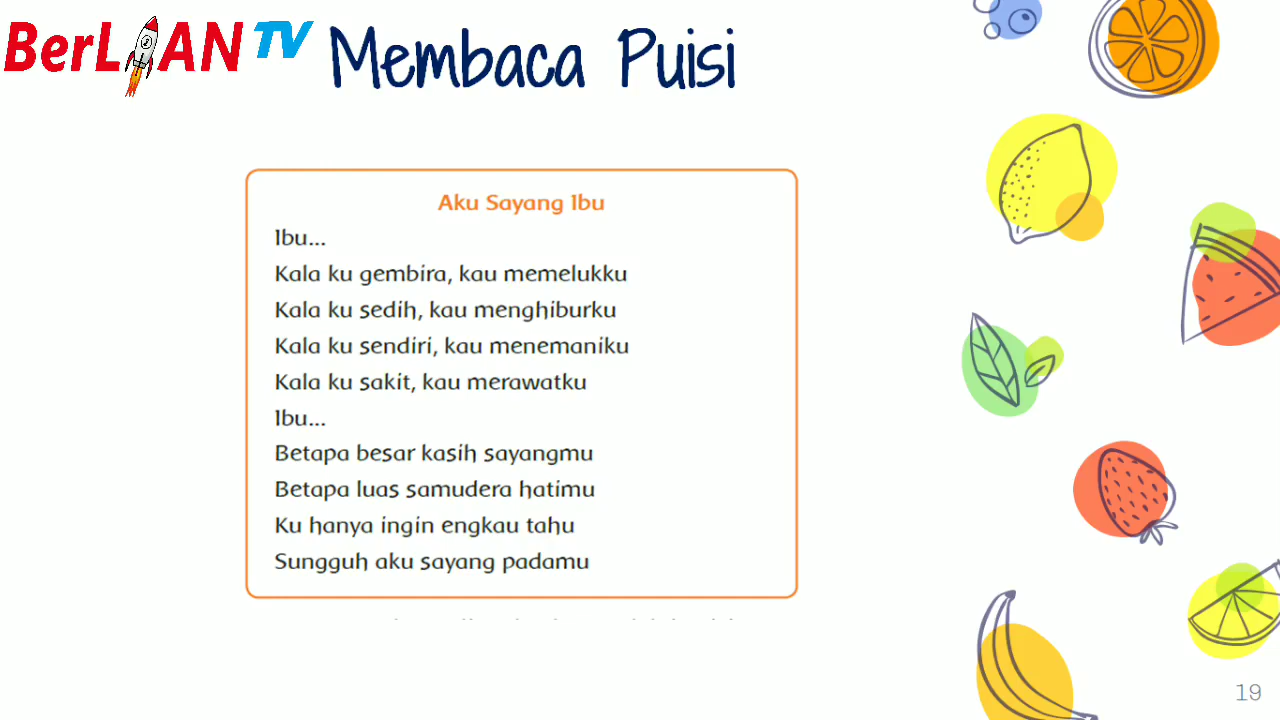 BerLIAN TV
Membaca Puisi
Aku Sayang Ibu
Ibu...
Kala ku gembira, kau memelukku
Kala ku sedih, kau menghiburku
Kala ku sendiri, kau menemaniku
Kala ku sakit, kau merawatku
Ibu...
Betapa besar kasih sayangmu
Betapa luas samudera hatimu
Ku hanya ingin engkau tahu
Sungguh aku sayang padamu
19